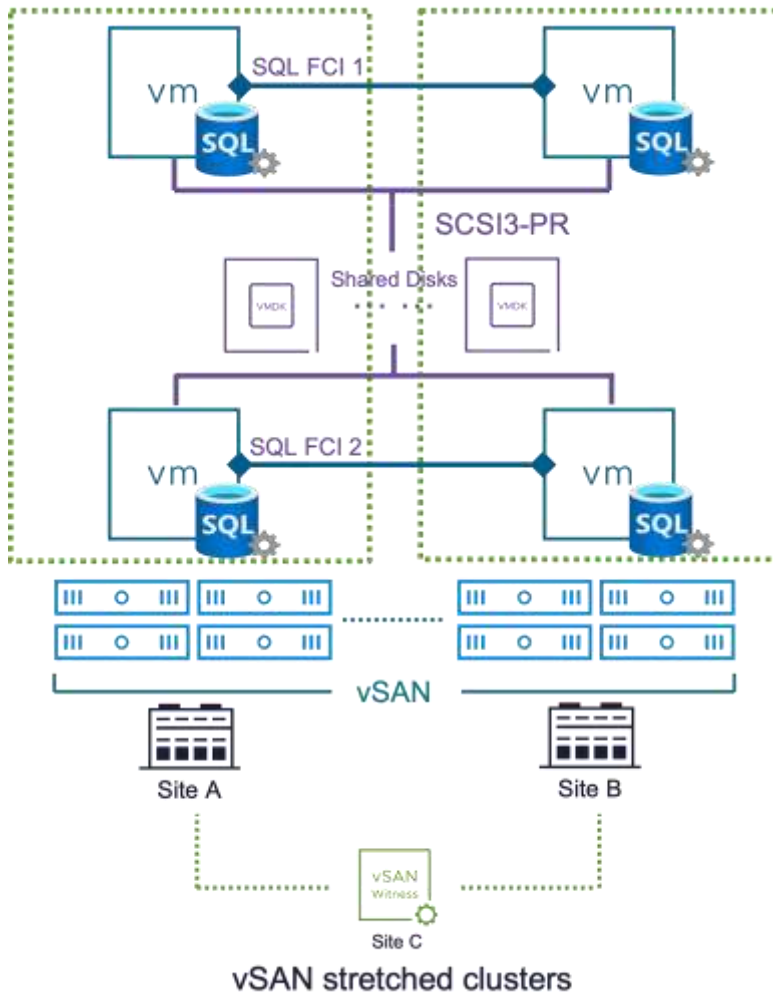 SQL FCI 1
vm
vm
SQL
SQL
SCSI3-PR
Shared Disks
VMDK
VMDK
SQL FCI 2
vm
vm
SQL
SQL
vSAN
Site A
Site B
vSAN
Witness
Site C
vSAN stretched clusters